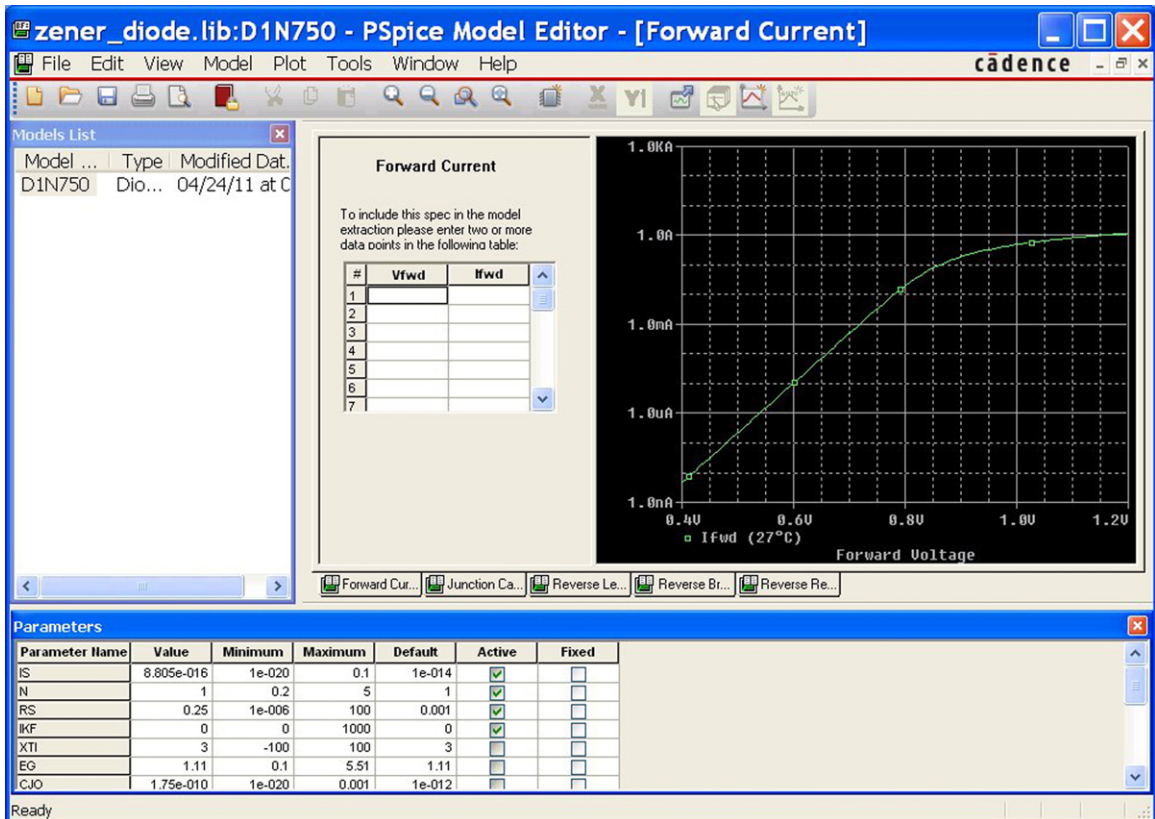 zener_diode.lib:D1N750 - PSpice Model Editor - [Forward Current]
File Edit View Model Plot Tools Window Help cādence
Models List
Model ... Type Modified Dat.
D1N750 Dio... 04/24/11 at 0
Forward Current
To include this spec in the model
extraction please enter two or more
data points in the following table:
# Vfwd Ifwd
1
2
3
4
5
6
7
1.0KA
1.0A
1.0mA
1.0uA
1.0nA
0.4V 0.6V 0.8V 1.0V 1.2V
Ifwd (27°C)
Forward Voltage
Forward Cur... Junction Ca... Reverse Le... Reverse Br... Reverse Re...
Parameters
Parameter Name Value Minimum Maximum Default Active Fixed
IS 8.805e-016 1e-020 0.1 1e-014
N 1 0.2 5 1
RS 0.25 1e-006 100 0.001
IKF 0 0 1000 0
XTI 3 -100 100 3
EG 1.11 0.1 5.51 1.11
CJO 1.75e-010 1e-020 0.001 1e-012
Ready